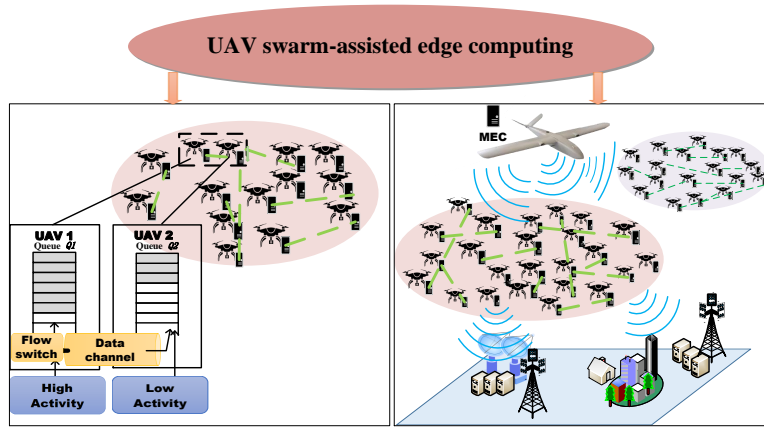 UAV swarm-assisted edge computing
MEC
UAV 1
Queue Q1
UAV 2
Queue Q2
Flow
switch
Data
channel
High
Activity
Low
Activity